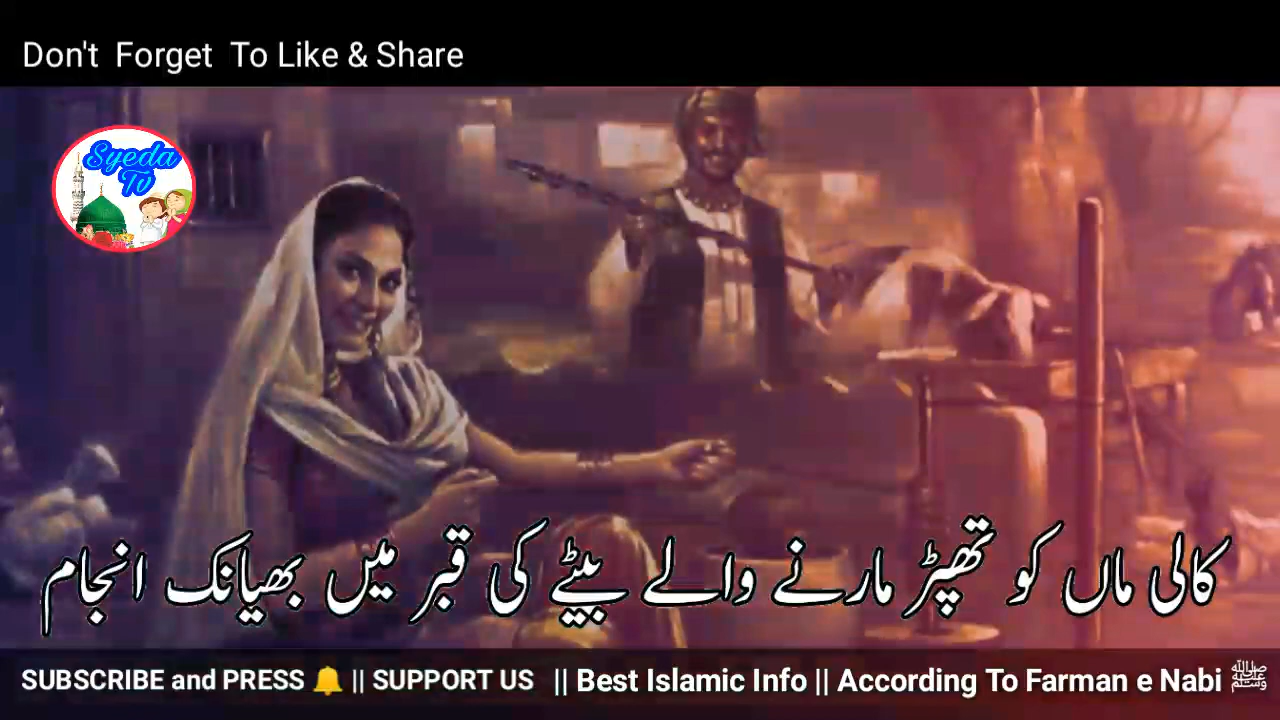 Don't Forget To Like & Share
Syeda
Tv
کالی ماں کو تھپڑ مارنے والے بیٹے کی قبر میں بھیانک انجام
SUBSCRIBE and PRESS 🔔 || SUPPORT US || Best Islamic Info || According To Farman e Nabi ﷺ